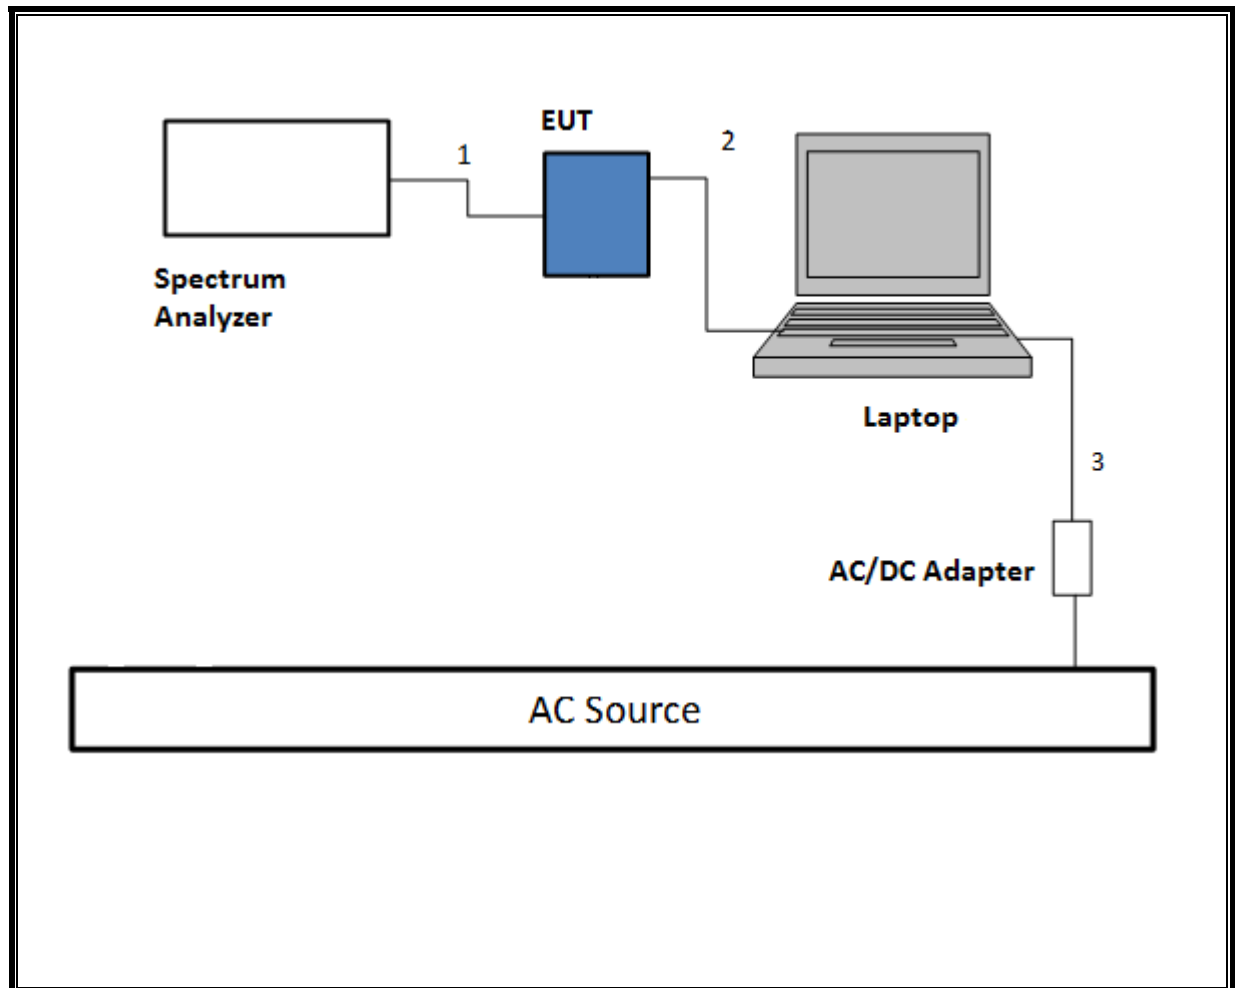 EUT
1
2
Spectrum
Analyzer
Laptop
3
AC/DC Adapter
AC Source